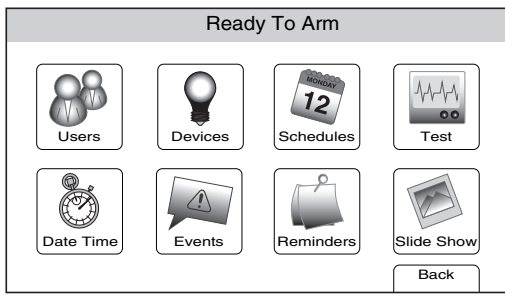 Ready To Arm
MONDAY
12
Users
Devices
Schedules
Test
Date Time
Events
Reminders
Slide Show
Back